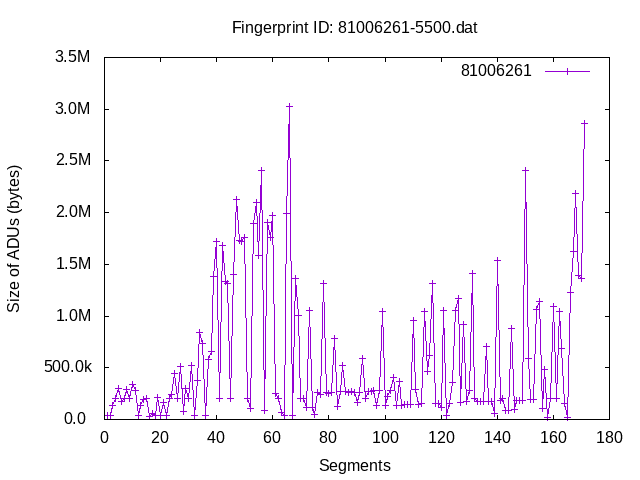 Fingerprint ID: 81006261-5500.dat
81006261
3.5M
3.0M
2.5M
2.0M
1.5M
1.0M
500.0k
0.0
Size of ADUs (bytes)
0 20 40 60 80 100 120 140 160 180
Segments